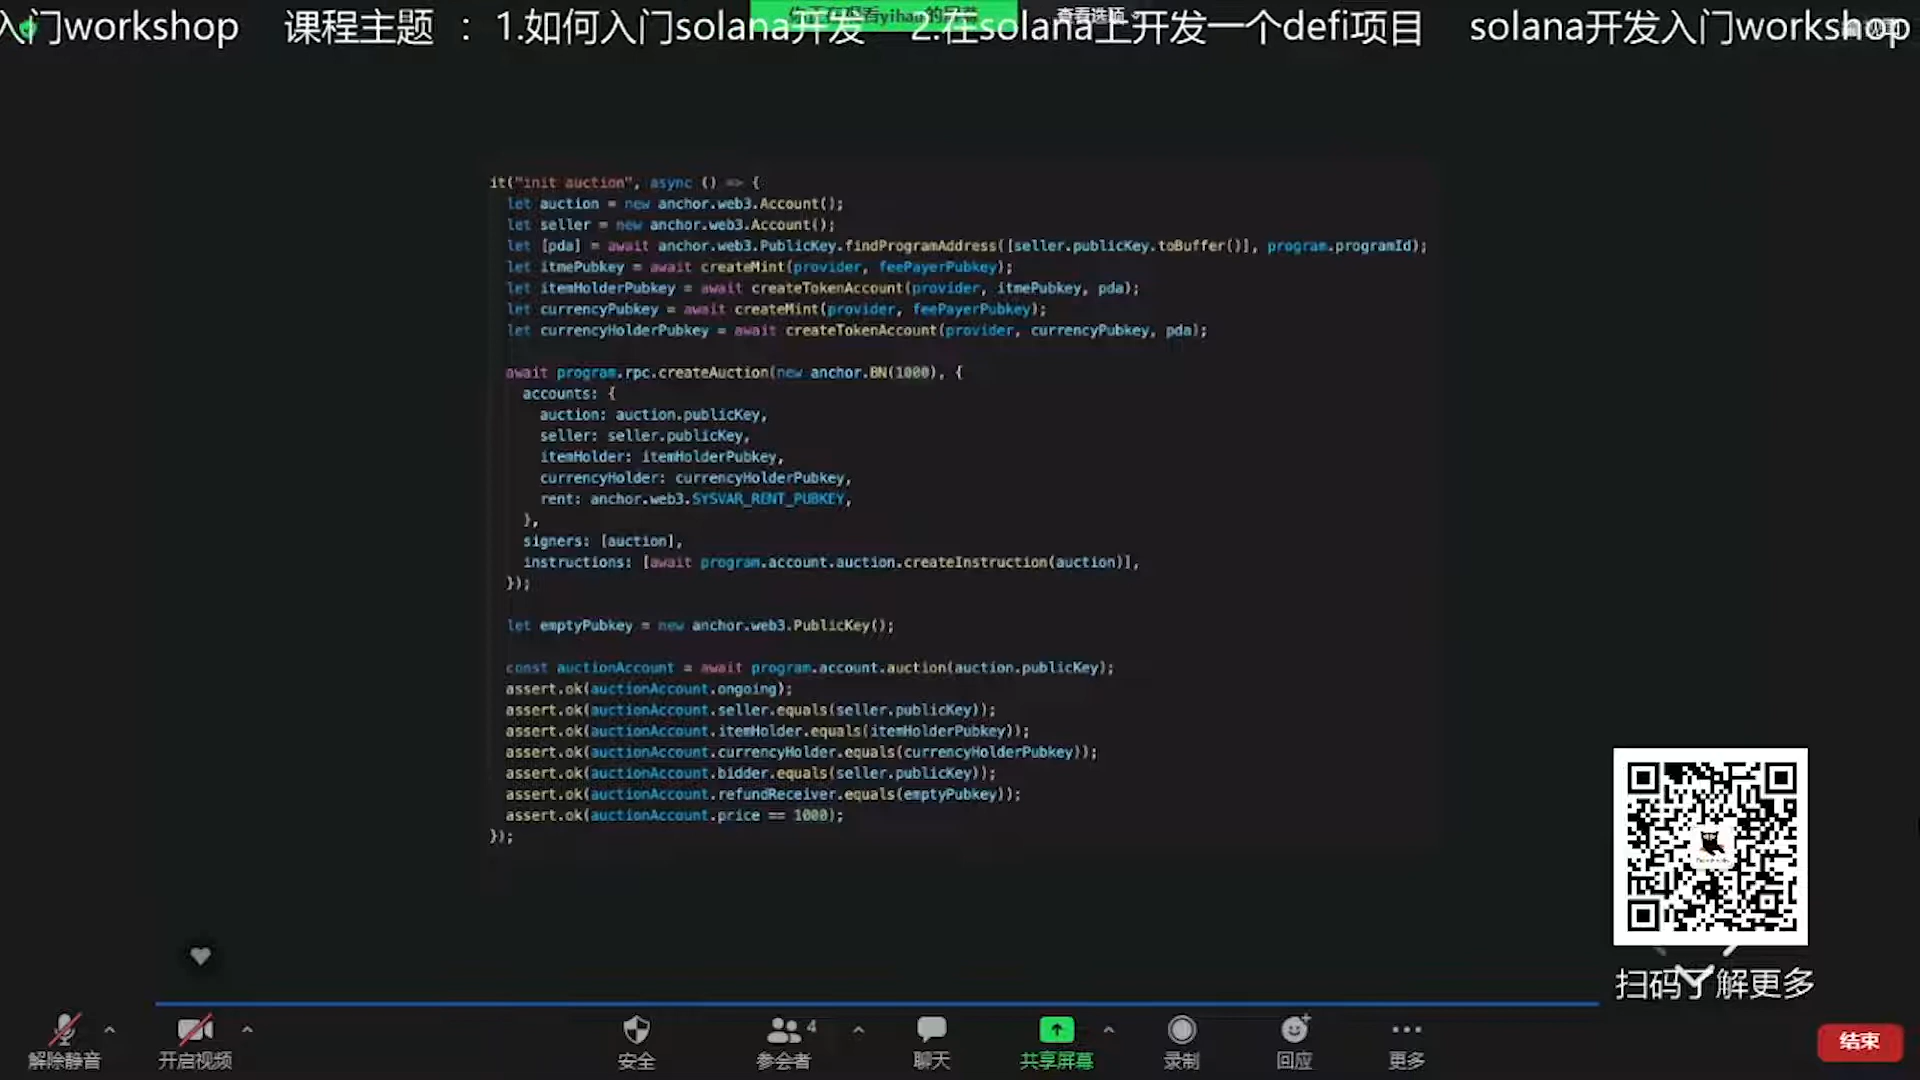 入门workshop 课程主题 : 1.如何入门solana开发 2.在solana上开发一个defi项目 solana开发入门workshop
查看选项
it("init auction", async () => {
let auction = new anchor.web3.Account();
let seller = new anchor.web3.Account();
let [pda] = await anchor.web3.PublicKey.findProgramAddress([seller.publicKey.toBuffer()], program.programId);
let itmePubkey = await createMint(provider, feePayerPubkey);
let itemHolderPubkey = await createTokenAccount(provider, itmePubkey, pda);
let currencyPubkey = await createMint(provider, feePayerPubkey);
let currencyHolderPubkey = await createTokenAccount(provider, currencyPubkey, pda);
await program.rpc.createAuction(new anchor.BN(1000), {
accounts: {
auction: auction.publicKey,
seller: seller.publicKey,
itemHolder: itemHolderPubkey,
currencyHolder: currencyHolderPubkey,
rent: anchor.web3.SYSVAR_RENT_PUBKEY,
},
signers: [auction],
instructions: [await program.account.auction.createInstruction(auction)],
});
let emptyPubkey = new anchor.web3.PublicKey();
const auctionAccount = await program.account.auction(auction.publicKey);
assert.ok(auctionAccount.ongoing);
assert.ok(auctionAccount.seller.equals(seller.publicKey));
assert.ok(auctionAccount.itemHolder.equals(itemHolderPubkey));
assert.ok(auctionAccount.currencyHolder.equals(currencyHolderPubkey));
assert.ok(auctionAccount.bidder.equals(seller.publicKey));
assert.ok(auctionAccount.refundReceiver.equals(emptyPubkey));
assert.ok(auctionAccount.price == 1000);
});
扫码了解更多
4
解除静音 开启视频 安全 参会者 聊天 共享屏幕 录制 回应 更多 结束